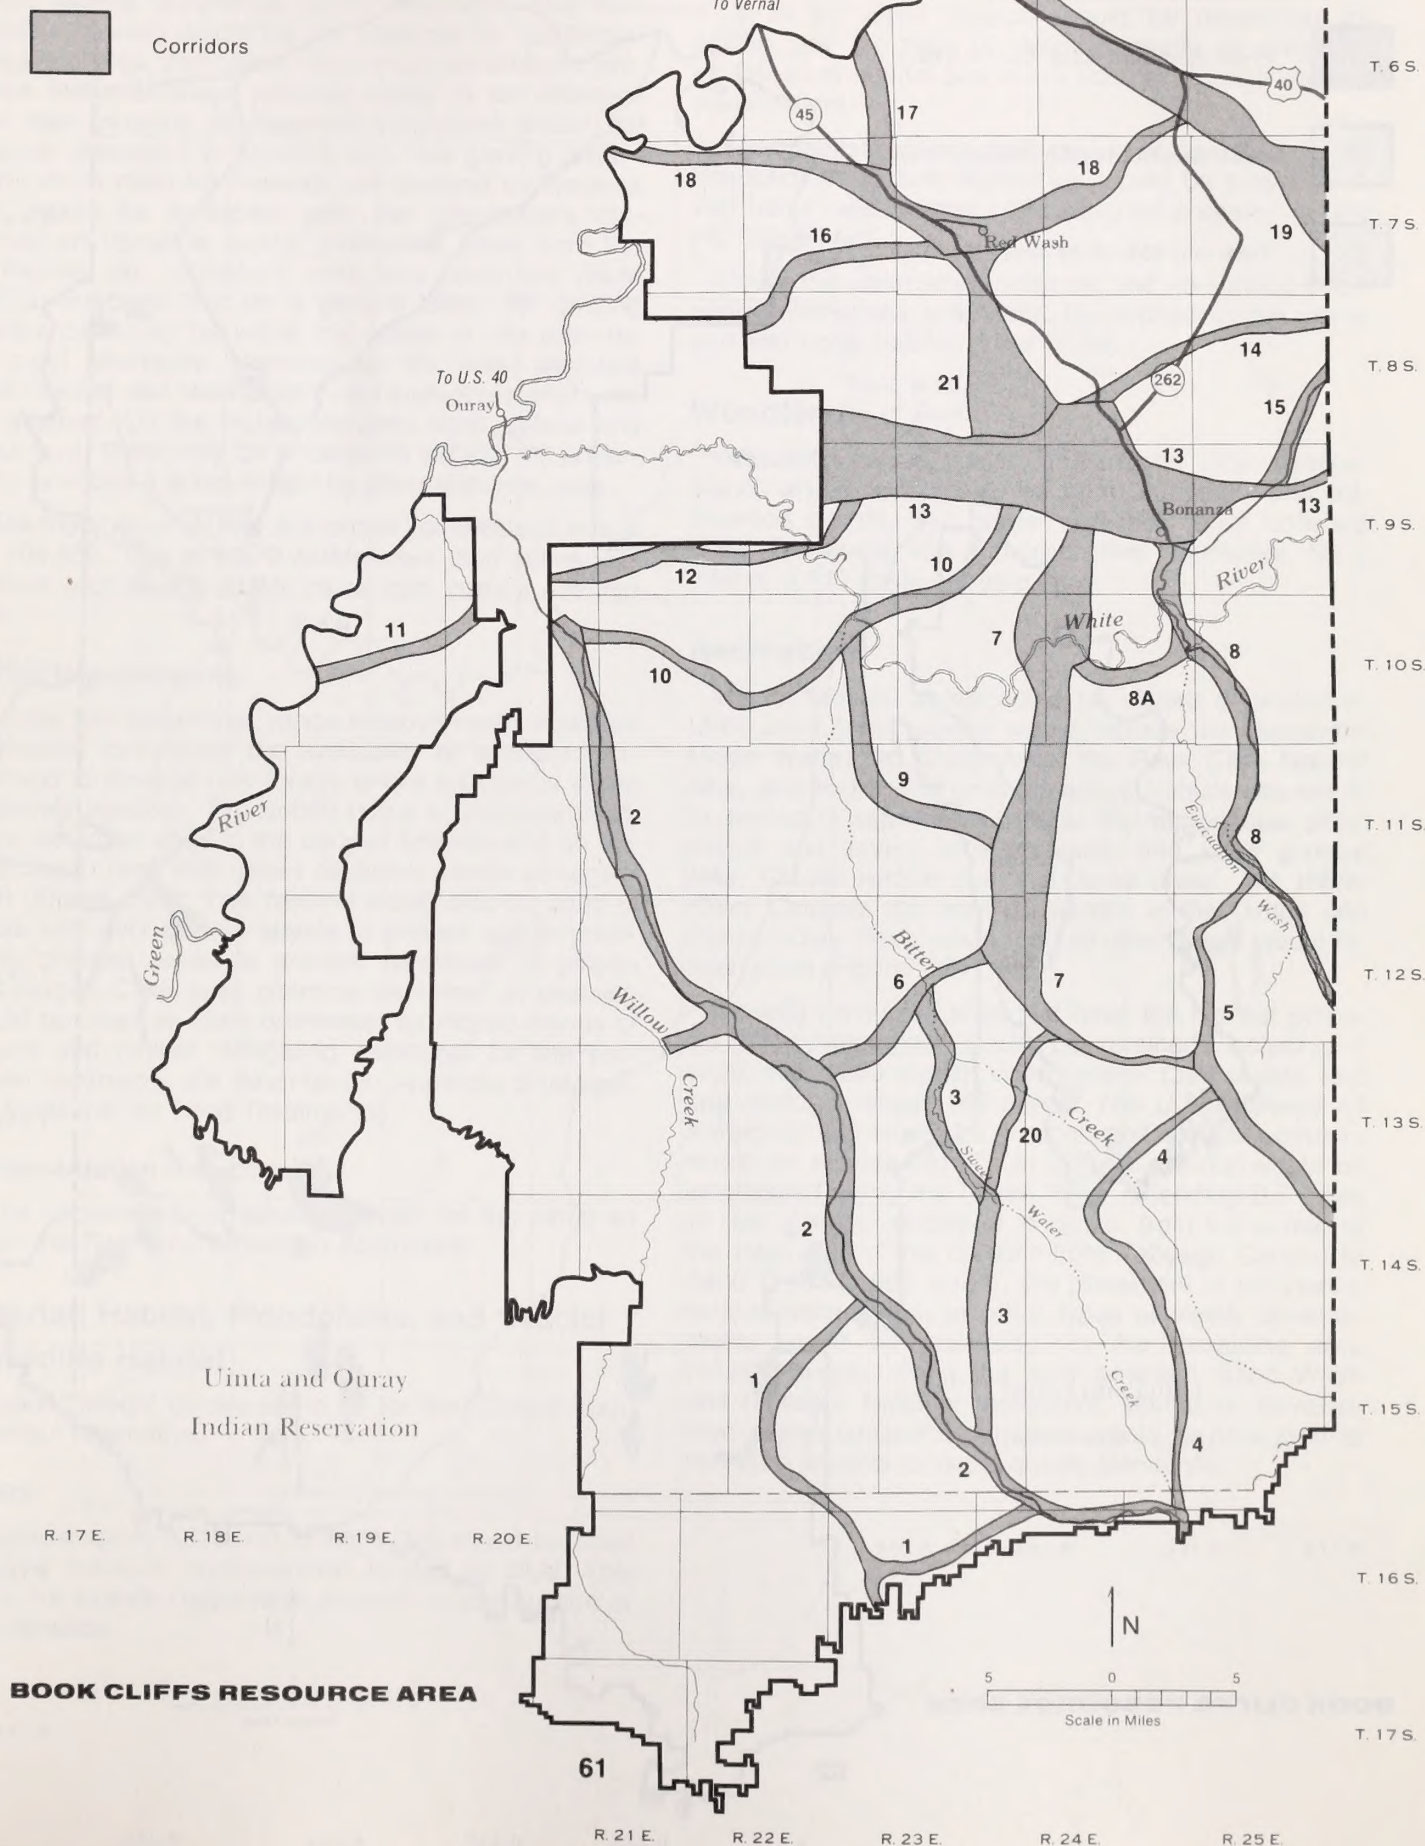 To Vernal
Corridors
T. 6 S.
40
45
17
18
18
19
T. 7 S.
16
Red Wash
14
To U.S. 40
T. 8 S.
262
21
Ouray
15
13
13
13
Bonanza
T. 9 S.
12
10
River
White
11
7
8
T. 10 S.
10
8A
9
River
2
Evacuation
T. 11 S.
8
Wash
Green
Bitter
T. 12 S.
6
7
5
Willow
Creek
3
Creek
T. 13 S.
20
4
Sweet
Water
2
T. 14 S.
3
Uinta and Ouray
Indian Reservation
1
Creek
T. 15 S.
4
2
R. 17 E.
R. 18 E.
R. 19 E.
R. 20 E.
1
T. 16 S.
N
5 0 5
Scale in Miles
BOOK CLIFFS RESOURCE AREA
T. 17 S.
61
R. 21 E.
R. 22 E.
R. 23 E.
R. 24 E.
R. 25 E.